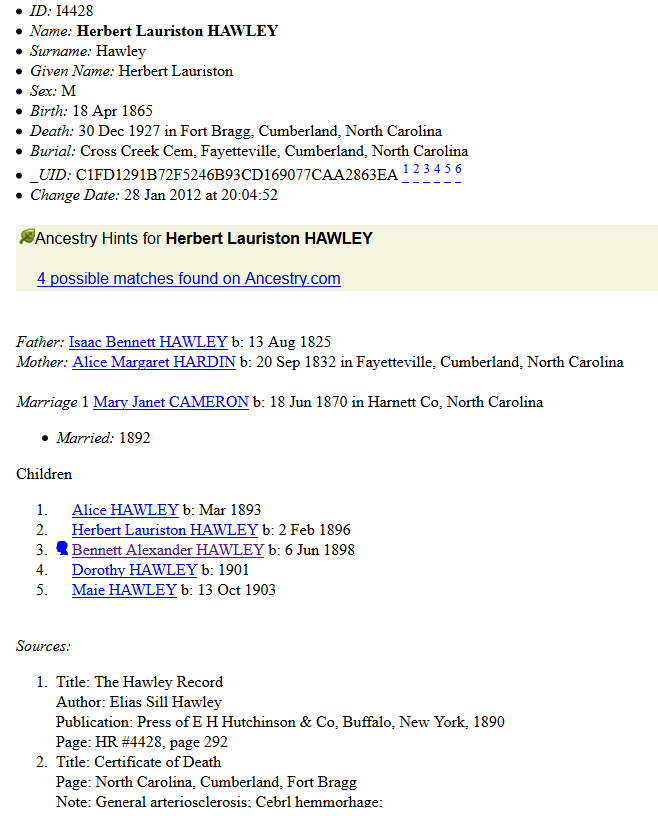 ID: I4428
Name: Herbert Lauriston HAWLEY
Surname: Hawley
Given Name: Herbert Lauriston
Sex: M
Birth: 18 Apr 1865
Death: 30 Dec 1927 in Fort Bragg, Cumberland, North Carolina
Burial: Cross Creek Cem, Fayetteville, Cumberland, North Carolina
_UID: C1FD1291B72F5246B93CD169077CAA2863EA 1 2 3 4 5 6
Change Date: 28 Jan 2012 at 20:04:52
Ancestry Hints for Herbert Lauriston HAWLEY
4 possible matches found on Ancestry.com
Father: Isaac Bennett HAWLEY b: 13 Aug 1825
Mother: Alice Margaret HARDIN b: 20 Sep 1832 in Fayetteville, Cumberland, North Carolina
Marriage 1 Mary Janet CAMERON b: 18 Jun 1870 in Harnett Co, North Carolina
Married: 1892
Children
1. Alice HAWLEY b: Mar 1893
2. Herbert Lauriston HAWLEY b: 2 Feb 1896
3. Bennett Alexander HAWLEY b: 6 Jun 1898
4. Dorothy HAWLEY b: 1901
5. Maie HAWLEY b: 13 Oct 1903
Sources:
1. Title: The Hawley Record
Author: Elias Sill Hawley
Publication: Press of E H Hutchinson & Co, Buffalo, New York, 1890
Page: HR #4428, page 292
2. Title: Certificate of Death
Page: North Carolina, Cumberland, Fort Bragg
Note: General arteriosclerosis; Cebrl hemmorhage;